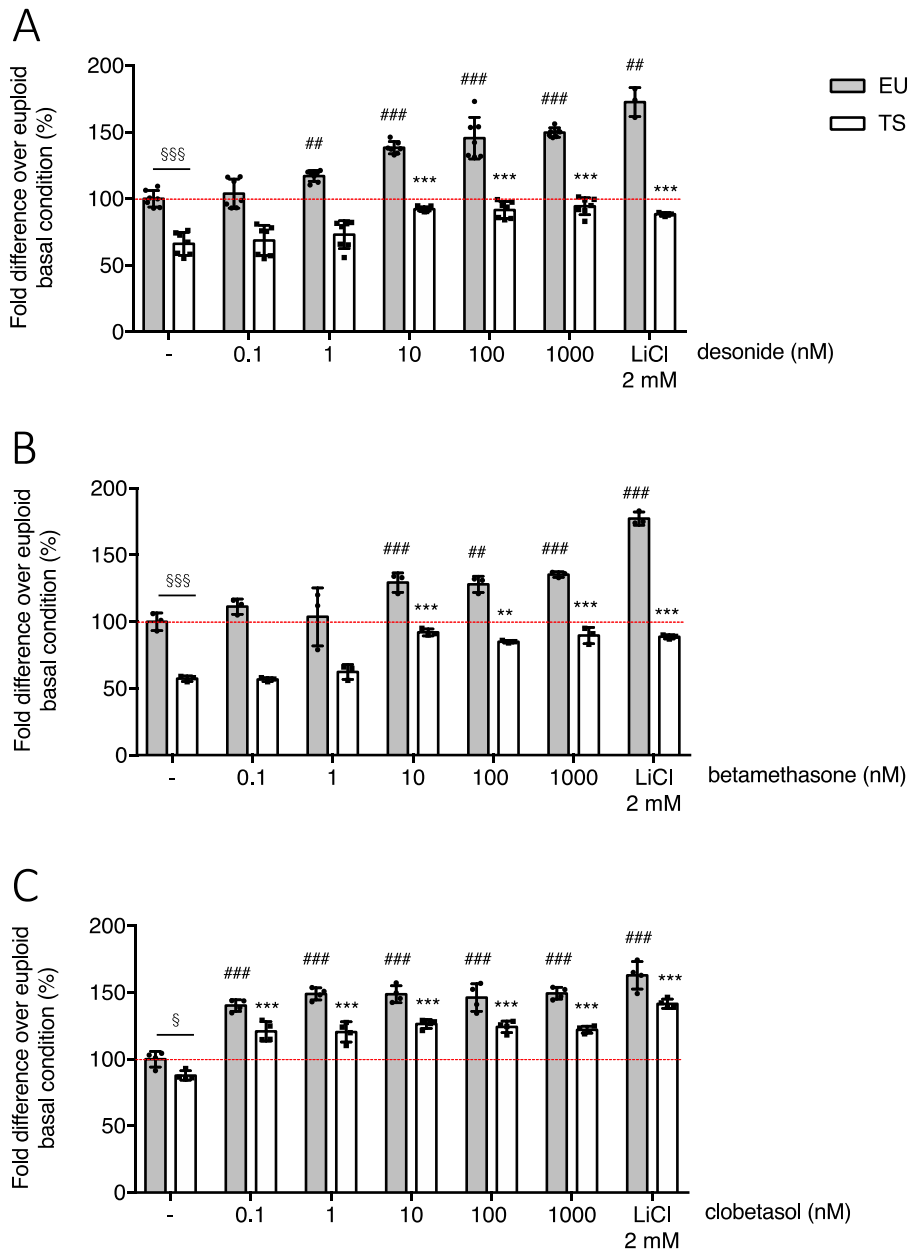 A
Fold difference over euploid
basal condition (%)
200
150
100
50
0
§§§
##
###
###
###
##
***
***
***
***
EU
TS
- 0.1 1 10 100 1000 LiCl
2 mM
desonide (nM)
B
Fold difference over euploid
basal condition (%)
200
150
100
50
0
§§§
###
##
###
###
***
**
***
***
- 0.1 1 10 100 1000 LiCl
2 mM
betamethasone (nM)
C
Fold difference over euploid
basal condition (%)
200
150
100
50
0
§
###
###
###
###
###
###
***
***
***
***
***
***
- 0.1 1 10 100 1000 LiCl
2 mM
clobetasol (nM)